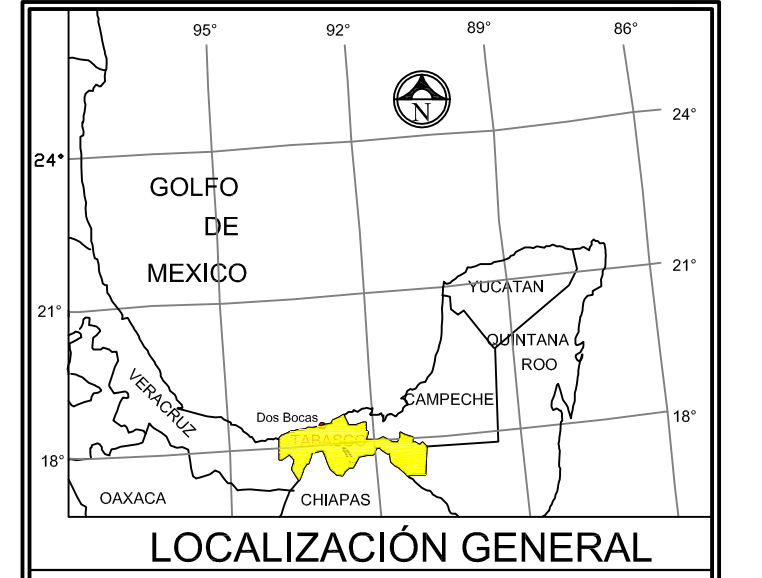 95°
92°
89°
86°
N
24°
24°
GOLFO
DE
MEXICO
21°
YUCATAN
21°
QUINTANA
ROO
VERACRUZ
CAMPECHE
18°
Dos Bocas
TABASCO
18°
OAXACA
CHIAPAS
LOCALIZACIÓN GENERAL